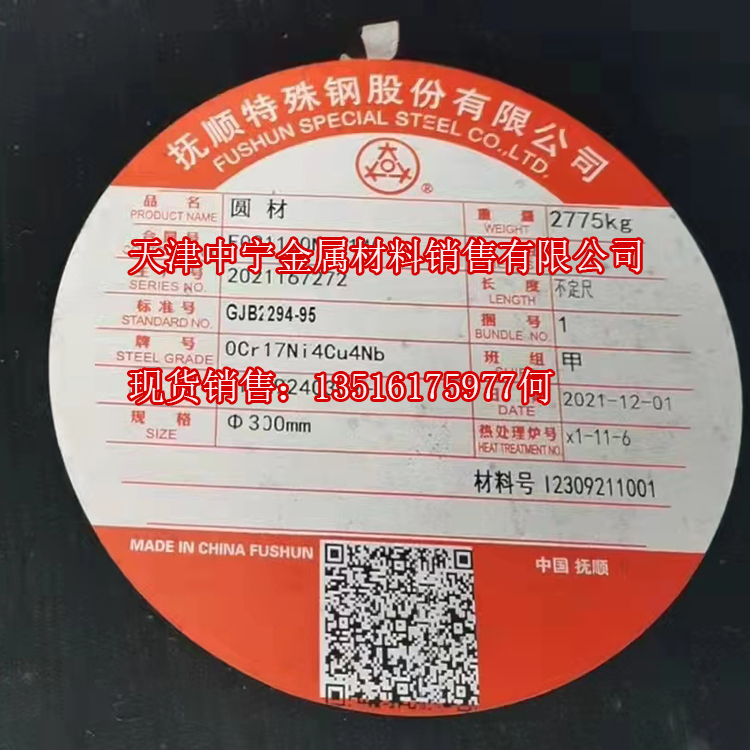 抚顺特殊钢股份有限公司
FUSHUN SPECIAL STEEL CO.,LTD.
®
品 名 圆 材 重 量 2775kg
PRODUCT NAME WEIGHT
天津中宁金属材料销售有限公司
2021167272 长 度 不定尺
SERIES NO. LENGTH
标 准 号 GJB2294-95 捆 号 1
STANDARD NO. BUNDLE NO.
牌 号 0Cr17Ni4Cu4Nb 班 组 甲
STEEL GRADE
现货销售：13516175977何
DATE 2021-12-01
规 格 Φ300mm 热处理炉号 x1-11-6
SIZE HEAT TREATMENT NO.
材料号 12309211001
MADE IN CHINA FUSHUN 中国 抚顺